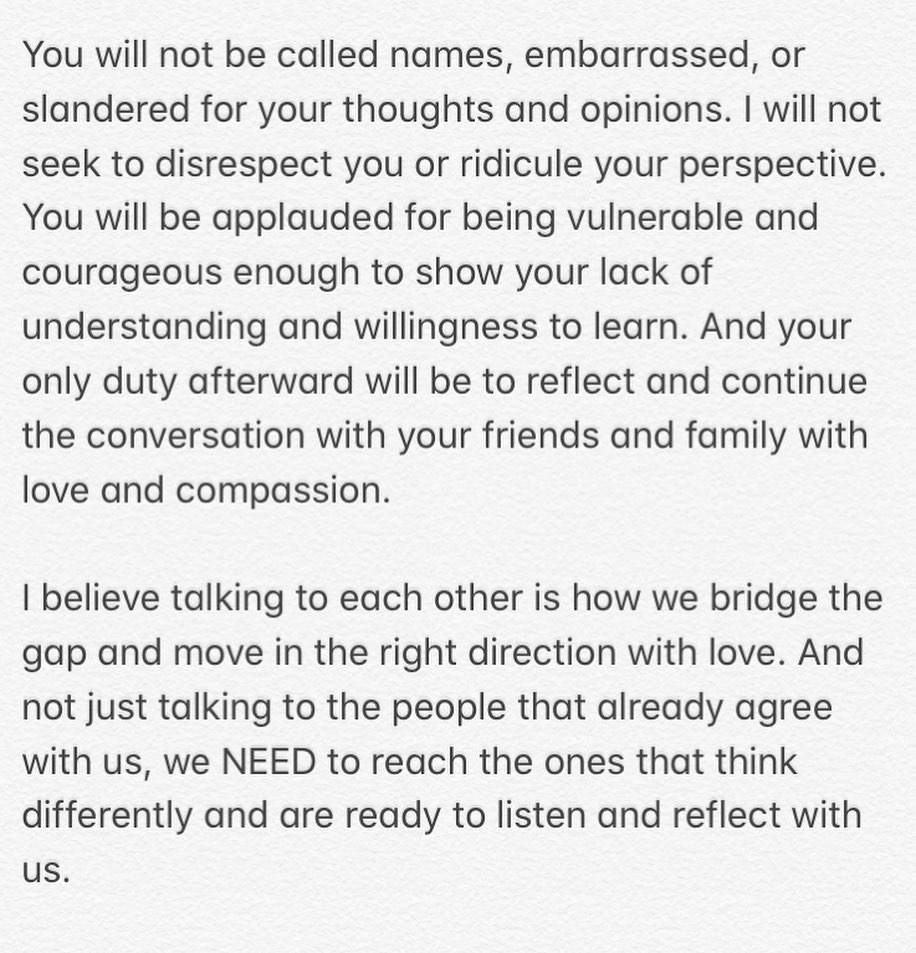 You will not be called names, embarrassed, or
slandered for your thoughts and opinions. I will not
seek to disrespect you or ridicule your perspective.
You will be applauded for being vulnerable and
courageous enough to show your lack of
understanding and willingness to learn. And your
only duty afterward will be to reflect and continue
the conversation with your friends and family with
love and compassion.

I believe talking to each other is how we bridge the
gap and move in the right direction with love. And
not just talking to the people that already agree
with us, we NEED to reach the ones that think
differently and are ready to listen and reflect with
us.